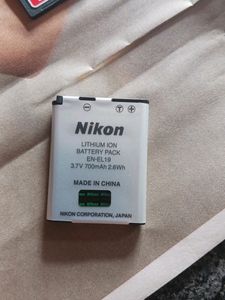 Nikon
LITHIUM ION
BATTERY PACK
EN-EL19
3.7V 700mAh 2.6Wh
MADE IN CHINA
NIKON CORPORATION, JAPAN